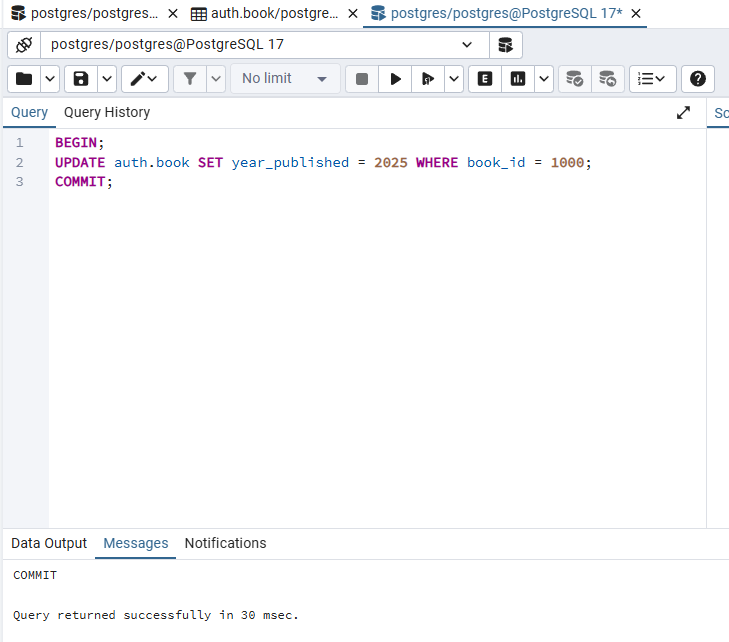 postgres/postgres... auth.book/postgre... postgres/postgres@PostgreSQL 17*
postgres/postgres@PostgreSQL 17
No limit E
Query Query History Sc
1 BEGIN;
2 UPDATE auth.book SET year_published = 2025 WHERE book_id = 1000;
3 COMMIT;
Data Output Messages Notifications
COMMIT
Query returned successfully in 30 msec.